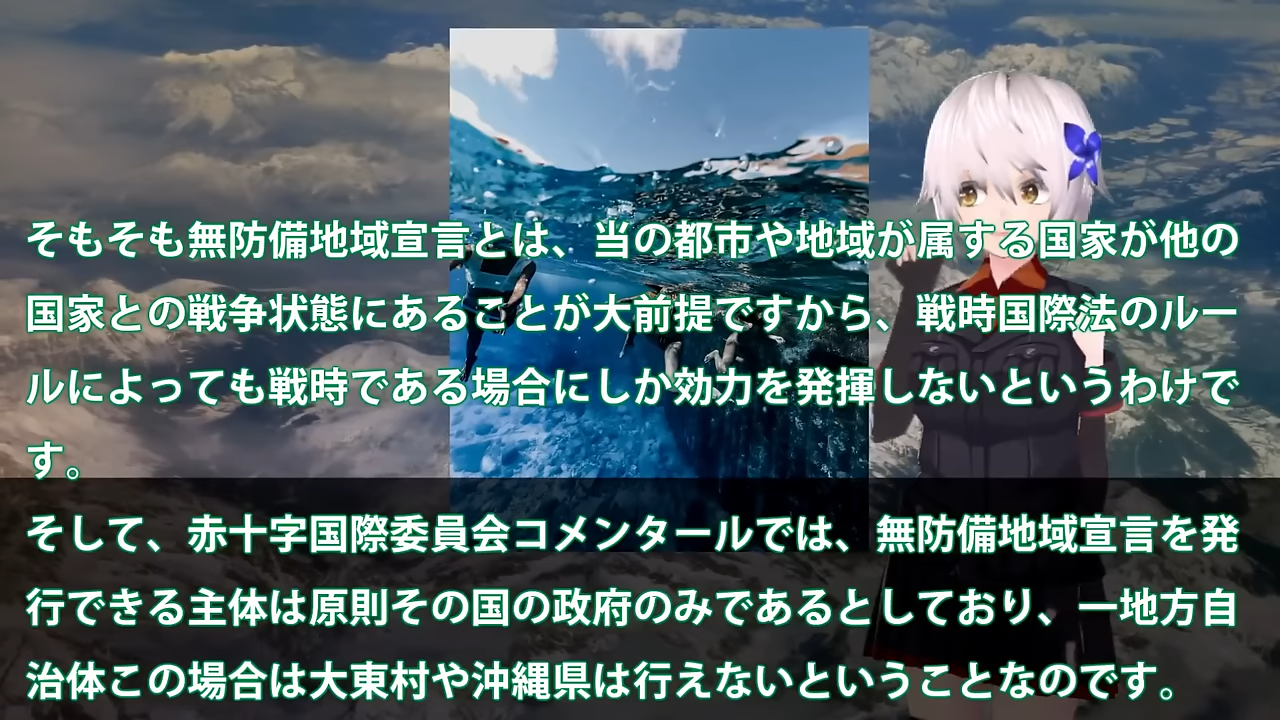 そもそも無防備地域宣言とは、当の都市や地域が属する国家が他の
国家との戦争状態にあることが大前提ですから、戦時国際法のルー
ルによっても戦時である場合にしか効力を発揮しないというわけで
す。
そして、赤十字国際委員会コメンタールでは、無防備地域宣言を発
行できる主体は原則その国の政府のみであるとしており、一地方自
治体この場合は大東村や沖縄県は行えないということなのです。